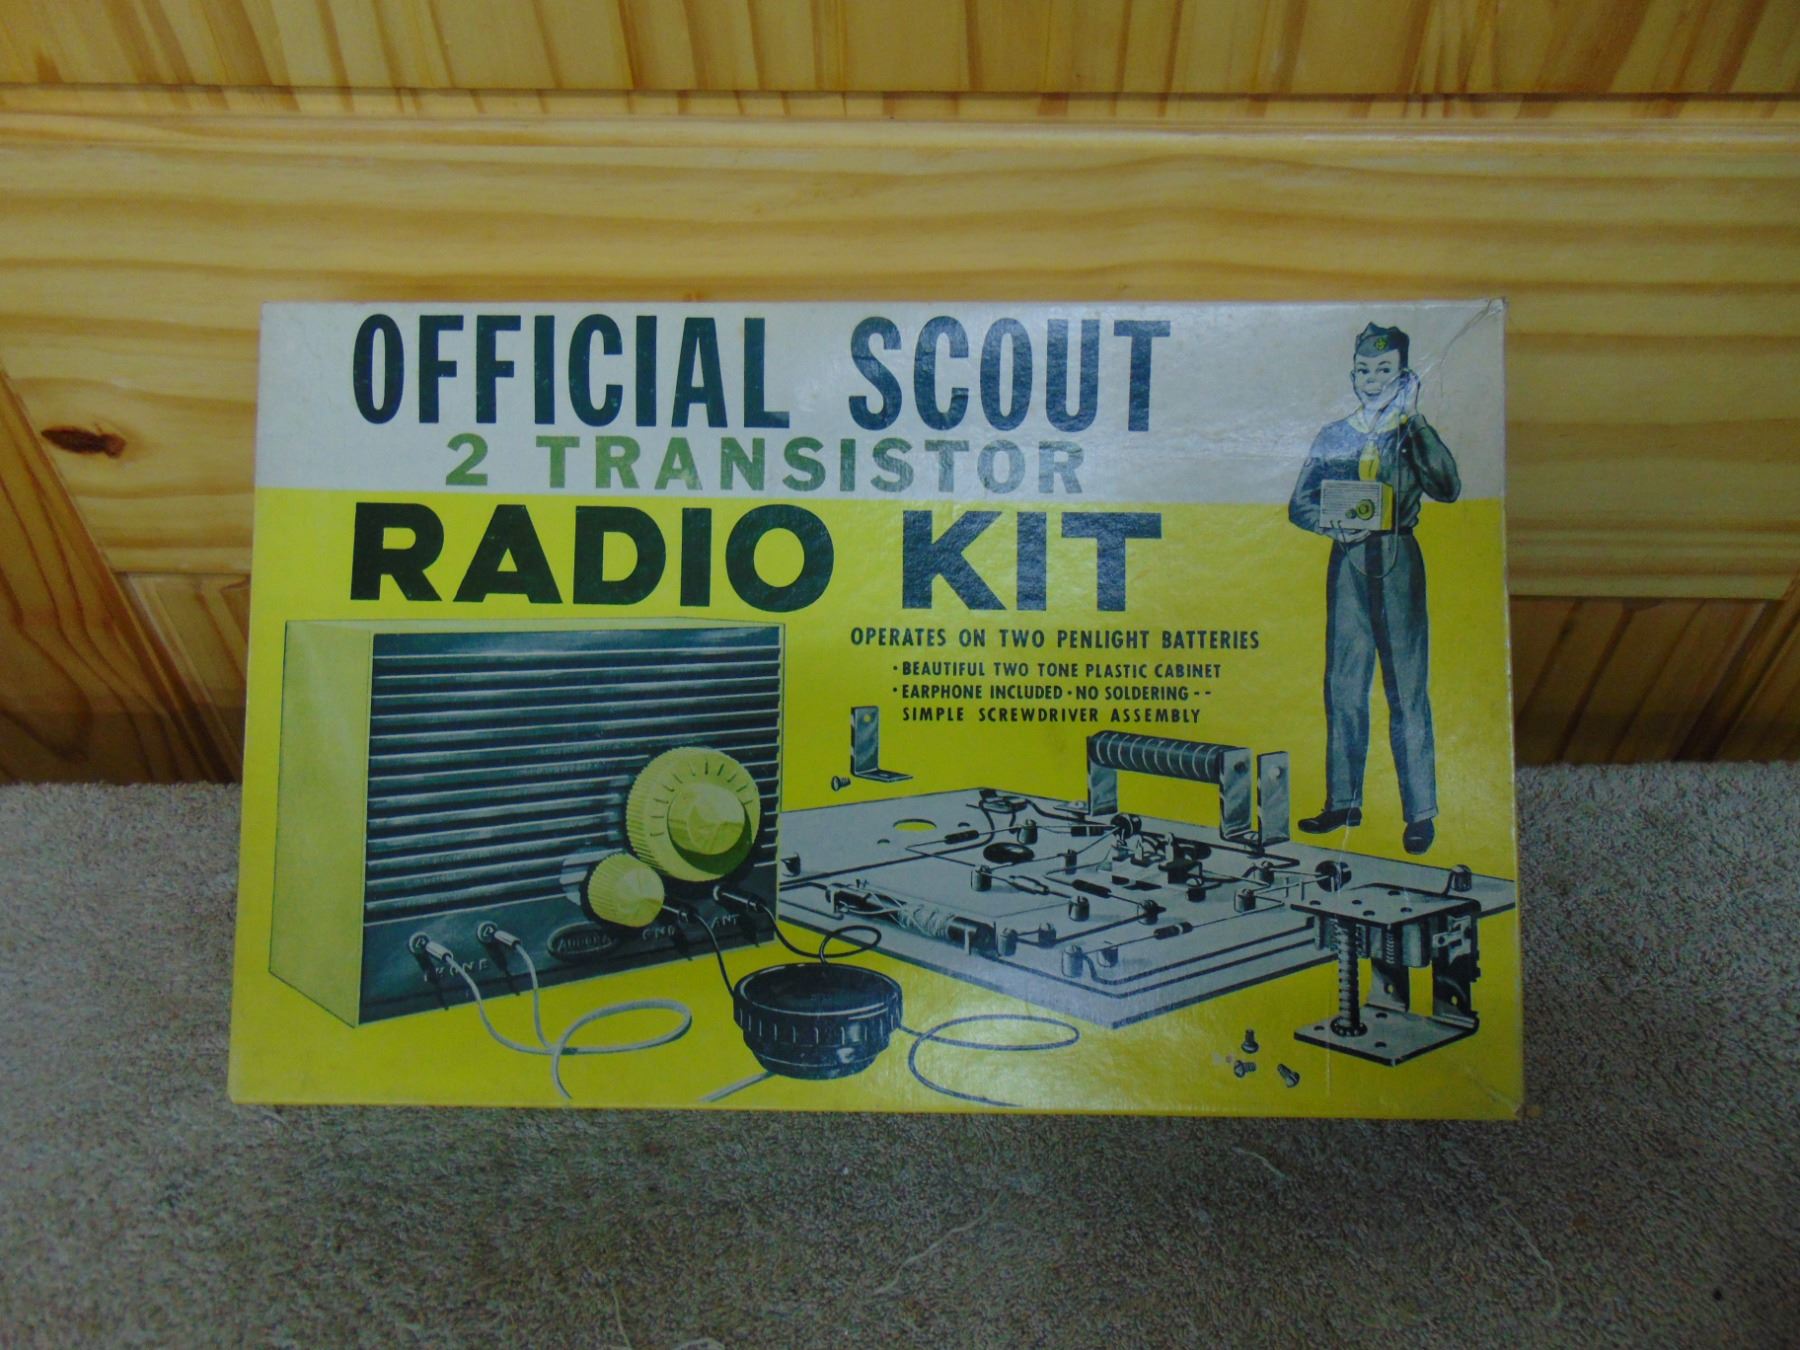 OFFICIAL SCOUT
2 TRANSISTOR
RADIO KIT
OPERATES ON TWO PENLIGHT BATTERIES
• BEAUTIFUL TWO TONE PLASTIC CABINET
• EARPHONE INCLUDED • NO SOLDERING - -
SIMPLE SCREWDRIVER ASSEMBLY
PHONE
AURORA
GND
ANT